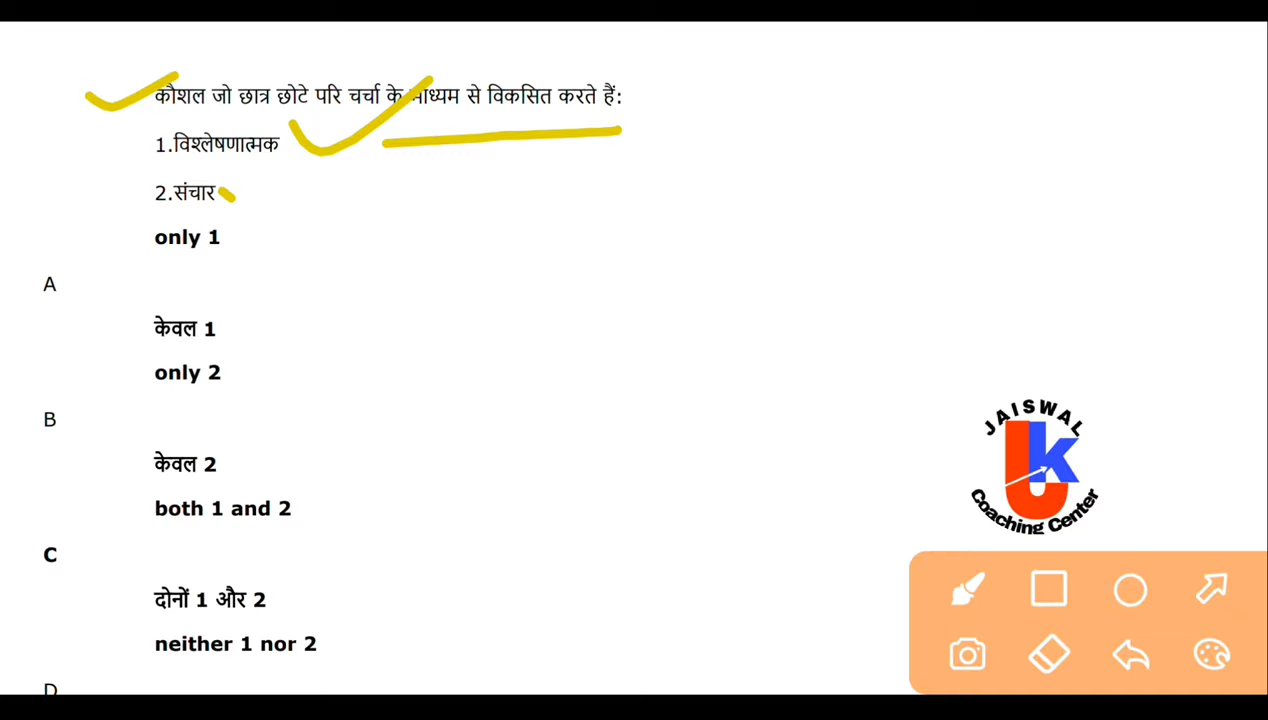 कौशल जो छात्र छोटे परि चर्चा के माध्यम से विकसित करते हैं:
1.विश्लेषणात्मक
2.संचार
only 1
A
केवल 1
only 2
B
केवल 2
both 1 and 2
C
दोनों 1 और 2
neither 1 nor 2
D
JAISWAL
Jk
Coaching Center